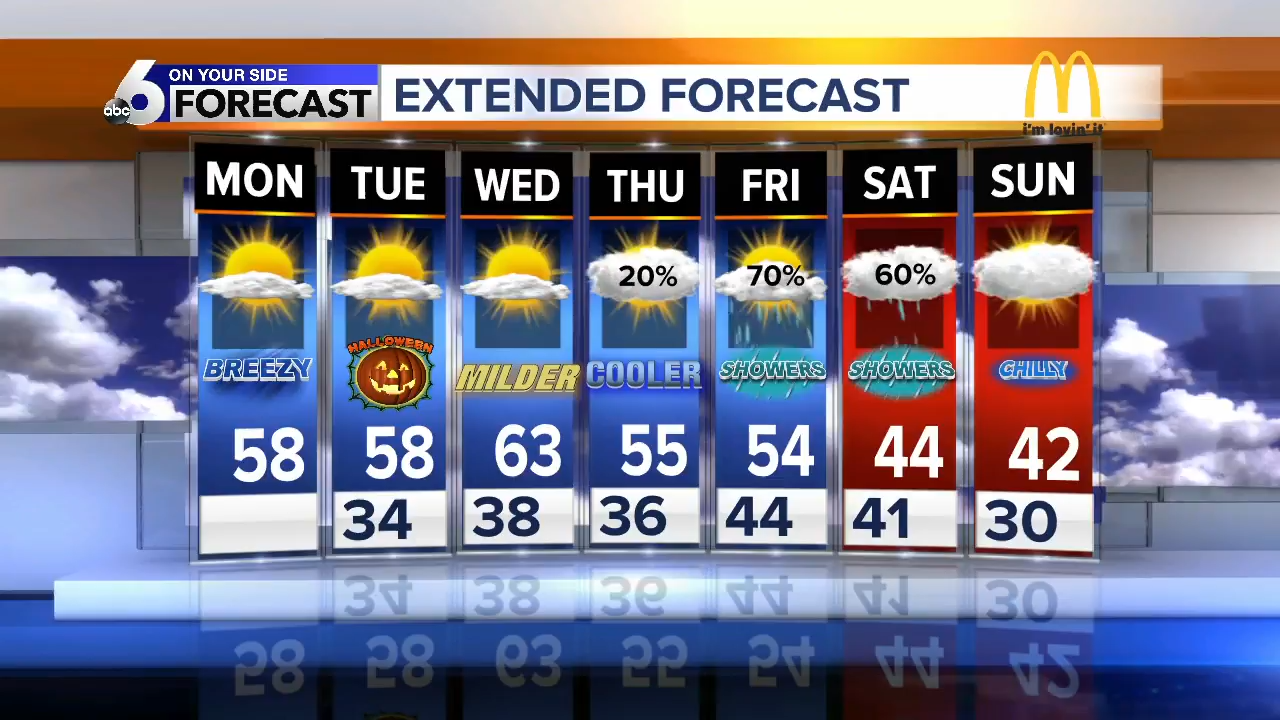 ON YOUR SIDE
abc 6 FORECAST
EXTENDED FORECAST
i'm lovin' it
MON TUE WED THU FRI SAT SUN
20% 70% 60%
HALLOWEEN
BREEZY MILDER COOLER SHOWERS SHOWERS CHILLY
58 58 63 55 54 44 42
34 38 36 44 41 30